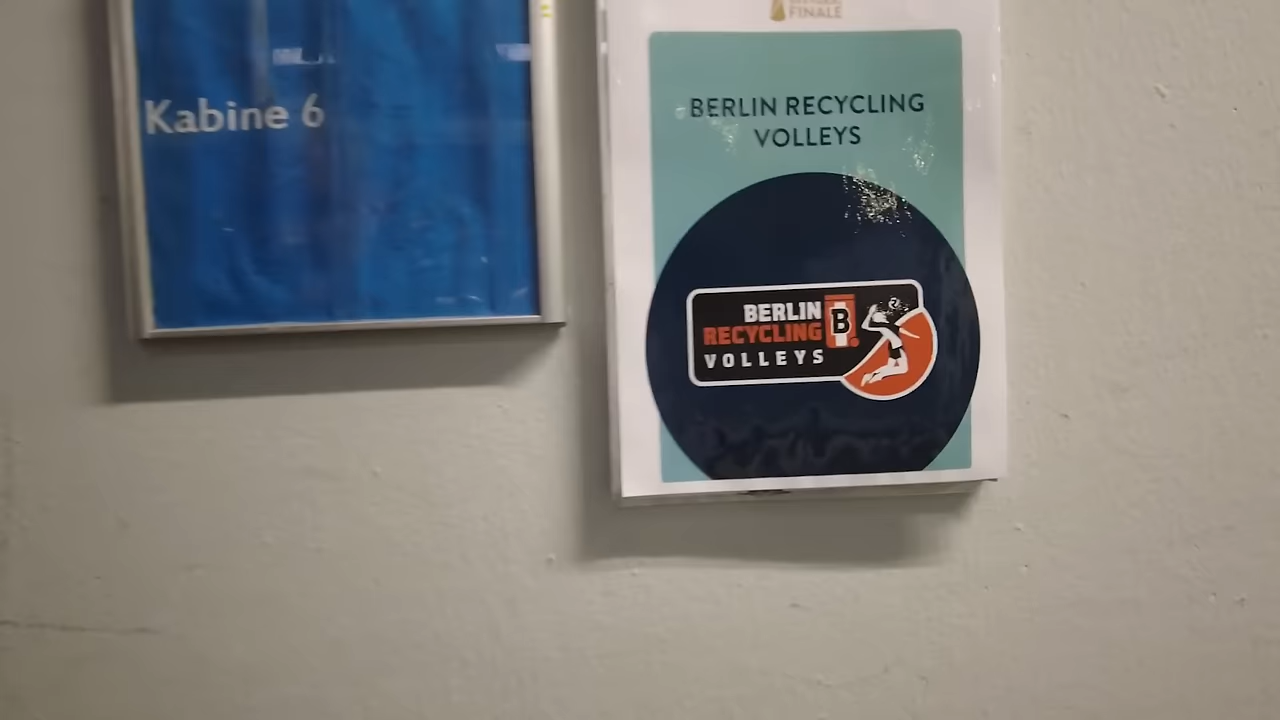 Kabine 6
FINALE
BERLIN RECYCLING
VOLLEYS
BERLIN
RECYCLING
VOLLEYS
B